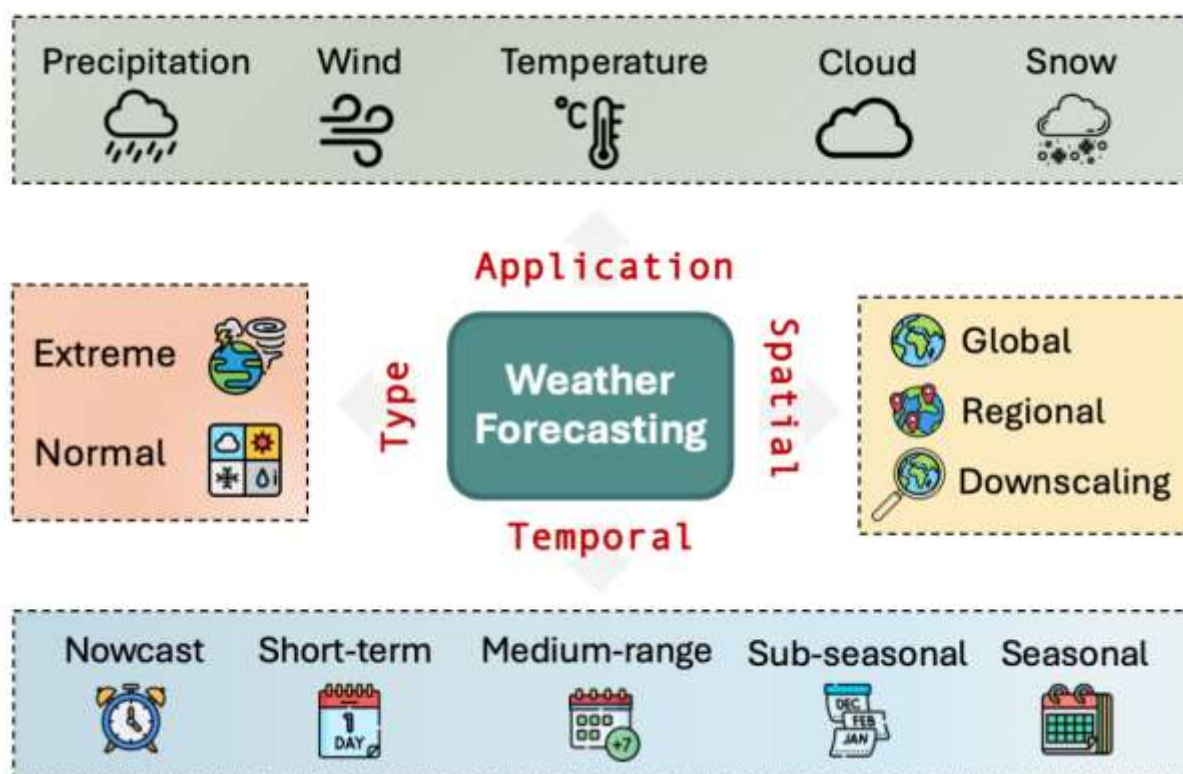 Precipitation Wind Temperature Cloud Snow
°C
Application
Extreme
Normal
Type
Weather
Forecasting
Spatial
Global
Regional
Downscaling
Temporal
Nowcast Short-term Medium-range Sub-seasonal Seasonal
1
DAY
+7
DEC
FEB
JAN